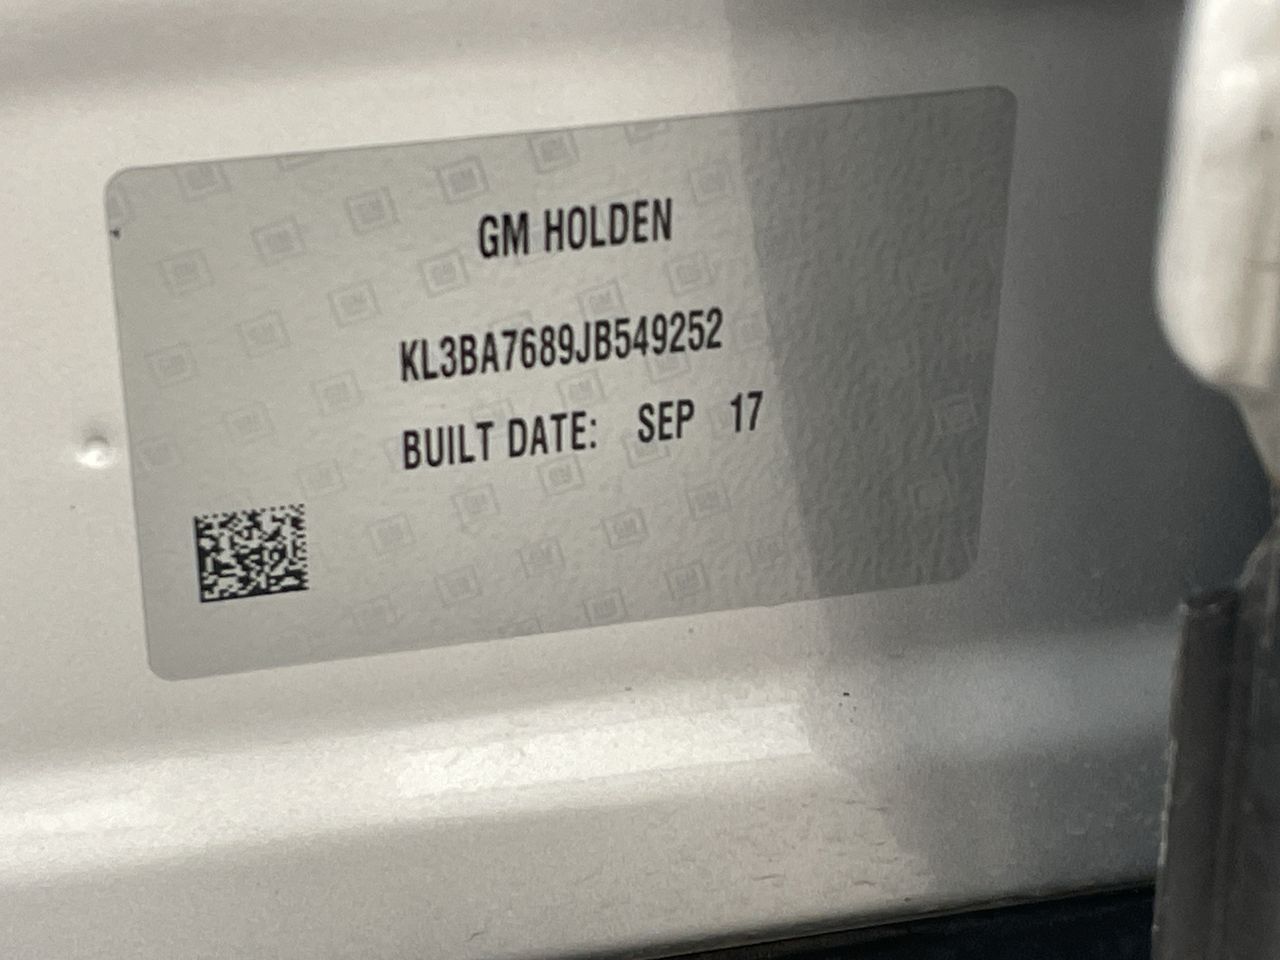 GM HOLDEN
KL3BA7689JB549252
BUILT DATE: SEP 17